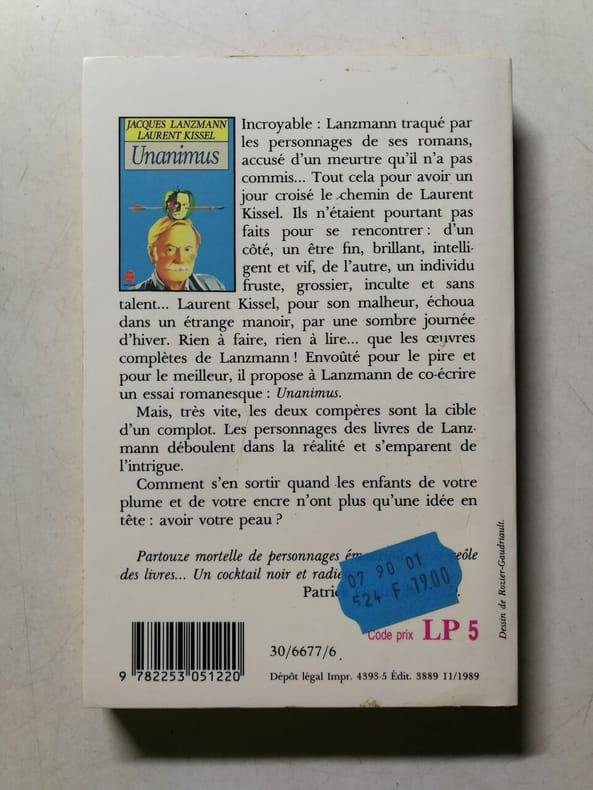 JACQUES LANZMANN
LAURENT KISSEL
Unanimus
Incroyable : Lanzmann traqué par
les personnages de ses romans,
accusé d'un meurtre qu'il n'a pas
commis... Tout cela pour avoir un
jour croisé le chemin de Laurent
Kissel. Ils n'étaient pourtant pas
faits pour se rencontrer : d'un
côté, un être fin, brillant, intelli-
gent et vif, de l'autre, un individu
fruste, grossier, inculte et sans
talent... Laurent Kissel, pour son malheur, échoua
dans un étrange manoir, par une sombre journée
d'hiver. Rien à faire, rien à lire... que les œuvres
complètes de Lanzmann ! Envoûté pour le pire et
pour le meilleur, il propose à Lanzmann de co-écrire
un essai romanesque : Unanimus.
Mais, très vite, les deux compères sont la cible
d'un complot. Les personnages des livres de Lanz-
mann déboulent dans la réalité et s'emparent de
l'intrigue.
Comment s'en sortir quand les enfants de votre
plume et de votre encre n'ont plus qu'une idée en
tête : avoir votre peau ?
Partouze mortelle de personnages
des livres... Un cocktail noir et
07 90 01
524 F 19.00
Code prix LP 5
Dessin de Rozier-Gaudriault.
30/6677/6
9 782253 051220
Dépôt légal Impr. 4393-5 Édit. 3889 11/1989